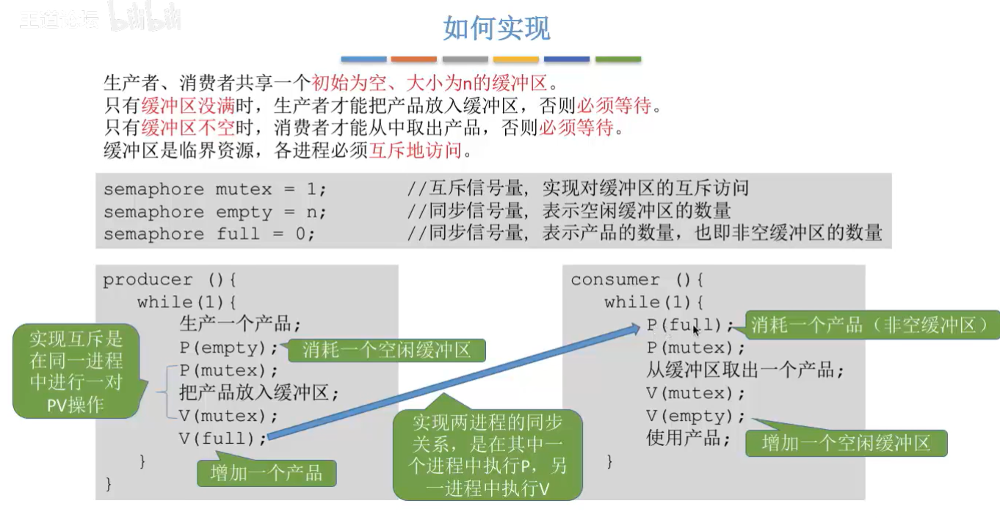 王道论坛 bilibili
如何实现
生产者、消费者共享一个初始为空、大小为n的缓冲区。
只有缓冲区没满时，生产者才能把产品放入缓冲区，否则必须等待。
只有缓冲区不空时，消费者才能从中取出产品，否则必须等待。
缓冲区是临界资源，各进程必须互斥地访问。
semaphore mutex = 1; //互斥信号量，实现对缓冲区的互斥访问
semaphore empty = n; //同步信号量，表示空闲缓冲区的数量
semaphore full = 0; //同步信号量，表示产品的数量，也即非空缓冲区的数量
producer (){
while(1){
生产一个产品;
P(empty);
P(mutex);
把产品放入缓冲区;
V(mutex);
V(full);
}
}
消耗一个空闲缓冲区
实现互斥是
在同一进程
中进行一对
PV操作
增加一个产品
实现两进程的同步
关系，是在其中一
个进程中执行P，另
一进程中执行V
consumer (){
while(1){
P(full);
P(mutex);
从缓冲区取出一个产品;
V(mutex);
V(empty);
使用产品;
}
消耗一个产品（非空缓冲区）
增加一个空闲缓冲区